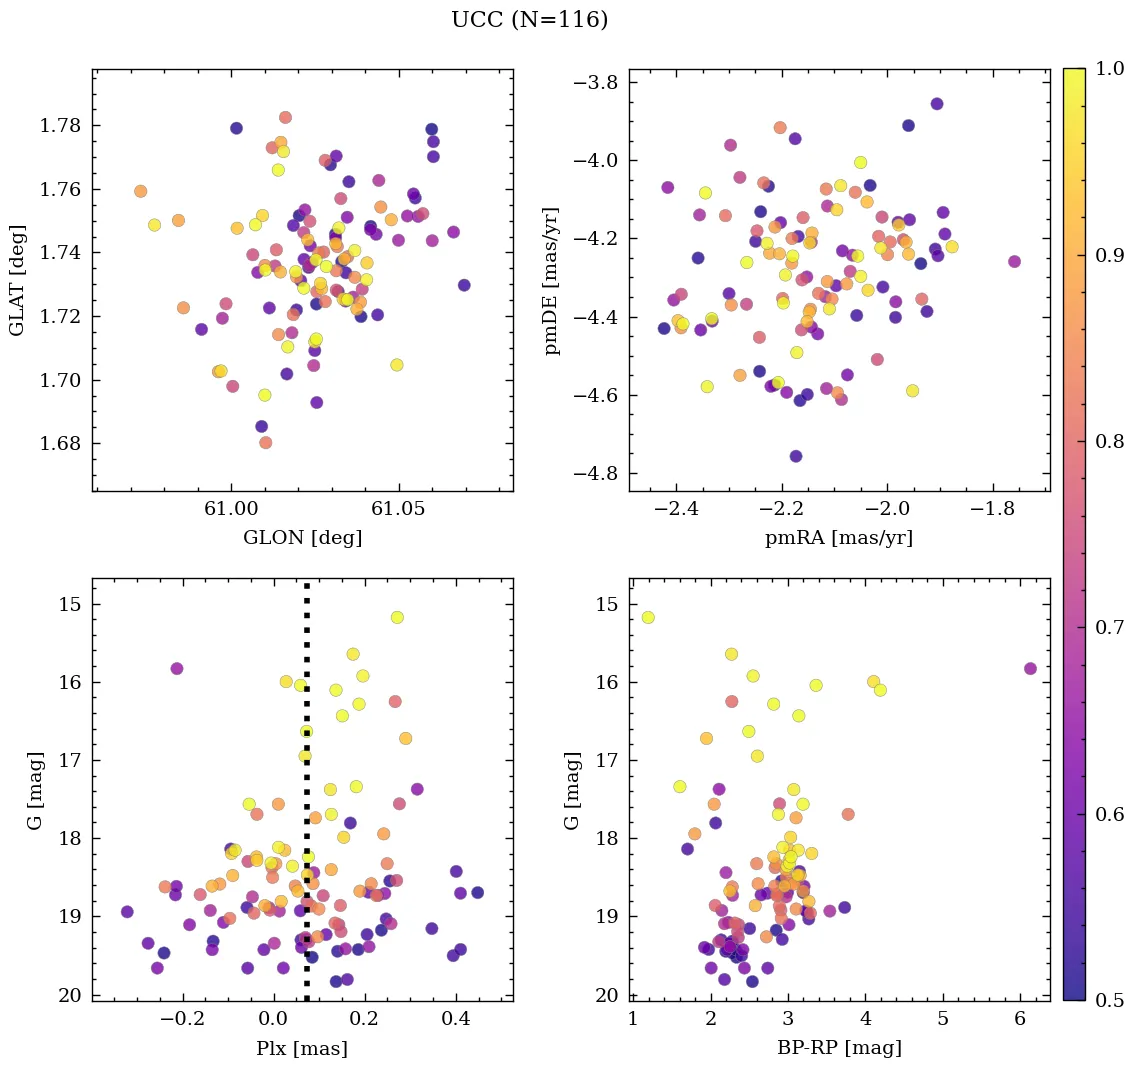 UCC (N=116)
1.78
1.76
1.74
1.72
1.70
1.68
GLAT [deg]
61.00 61.05
GLON [deg]
−3.8
−4.0
−4.2
−4.4
−4.6
−4.8
pmDE [mas/yr]
−2.4 −2.2 −2.0 −1.8
pmRA [mas/yr]
15
16
17
18
19
20
G [mag]
−0.2 0.0 0.2 0.4
Plx [mas]
15
16
17
18
19
20
G [mag]
1 2 3 4 5 6
BP-RP [mag]
1.0
0.9
0.8
0.7
0.6
0.5